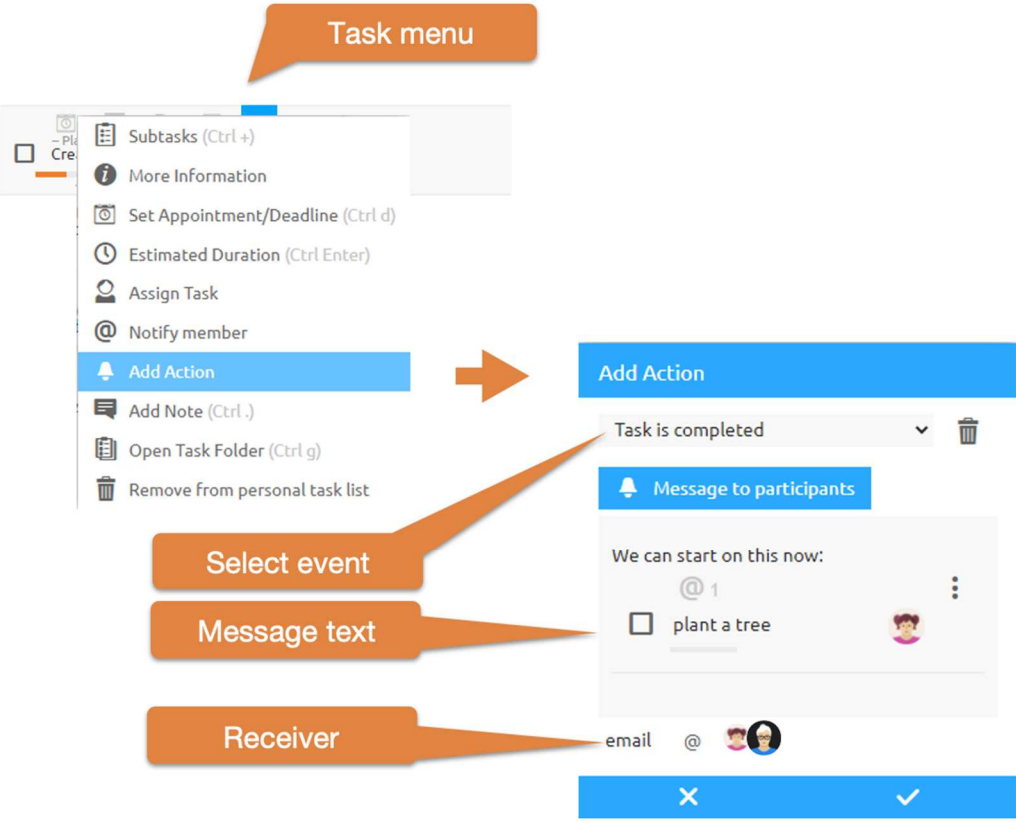 Task menu
– Pla
Cre
Subtasks (Ctrl +)
More Information
Set Appointment/Deadline (Ctrl d)
Estimated Duration (Ctrl Enter)
Assign Task
@ Notify member
Add Action
Add Note (Ctrl .)
Open Task Folder (Ctrl g)
Remove from personal task list
Add Action
Task is completed
Message to participants
Select event
We can start on this now:
@ 1
Message text
plant a tree
Receiver
email @